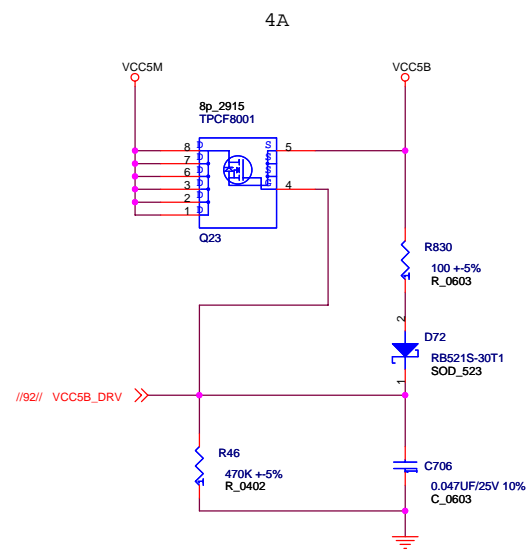 4A
VCC5M
VCC5B
8p_2915
TPCF8001
8 D S 5
7 D S
6 D S
3 D S
2 D 4
1 D
Q23
R830
100 +-5%
R_0603
2
D72
RB521S-30T1
SOD_523
1
//92// VCC5B_DRV
R46
470K +-5%
R_0402
C706
0.047UF/25V 10%
C_0603